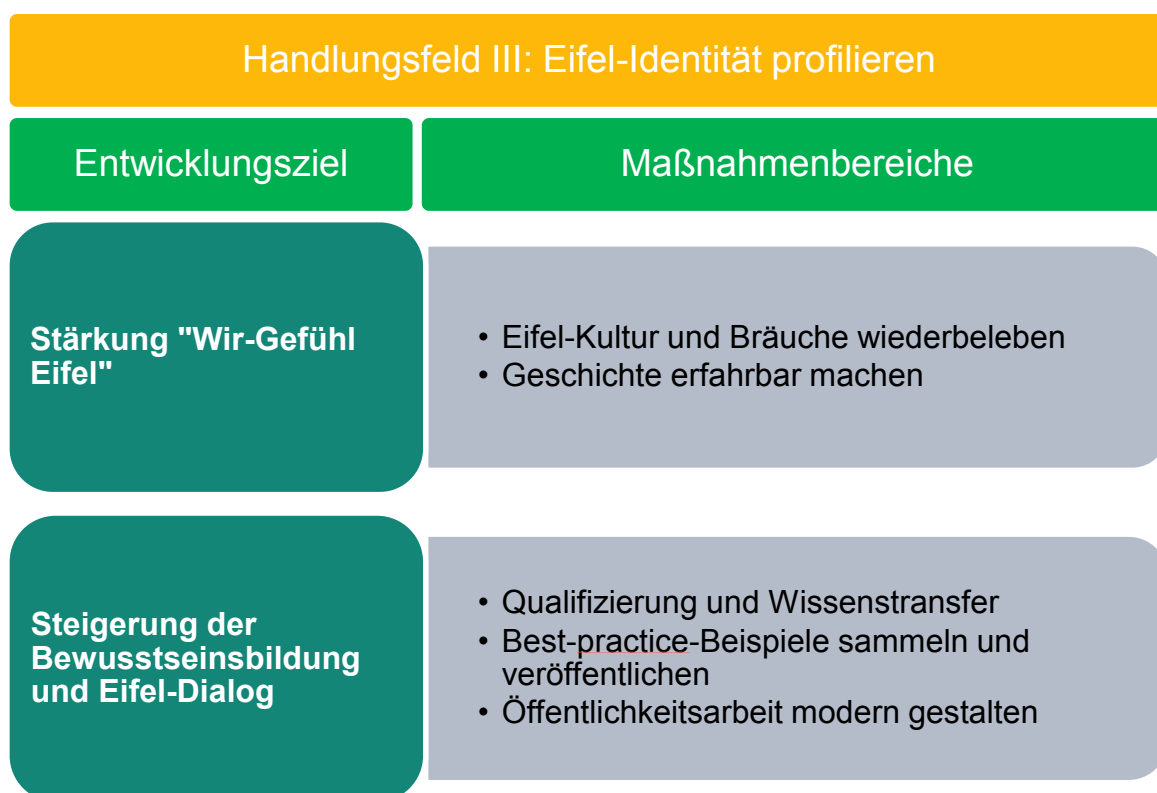 Handlungsfeld III: Eifel-Identität profilieren
Entwicklungsziel
Maßnahmenbereiche
Stärkung "Wir-Gefühl
Eifel"
• Eifel-Kultur und Bräuche wiederbeleben
• Geschichte erfahrbar machen
Steigerung der
Bewusstseinsbildung
und Eifel-Dialog
• Qualifizierung und Wissenstransfer
• Best-practice-Beispiele sammeln und
veröffentlichen
• Öffentlichkeitsarbeit modern gestalten